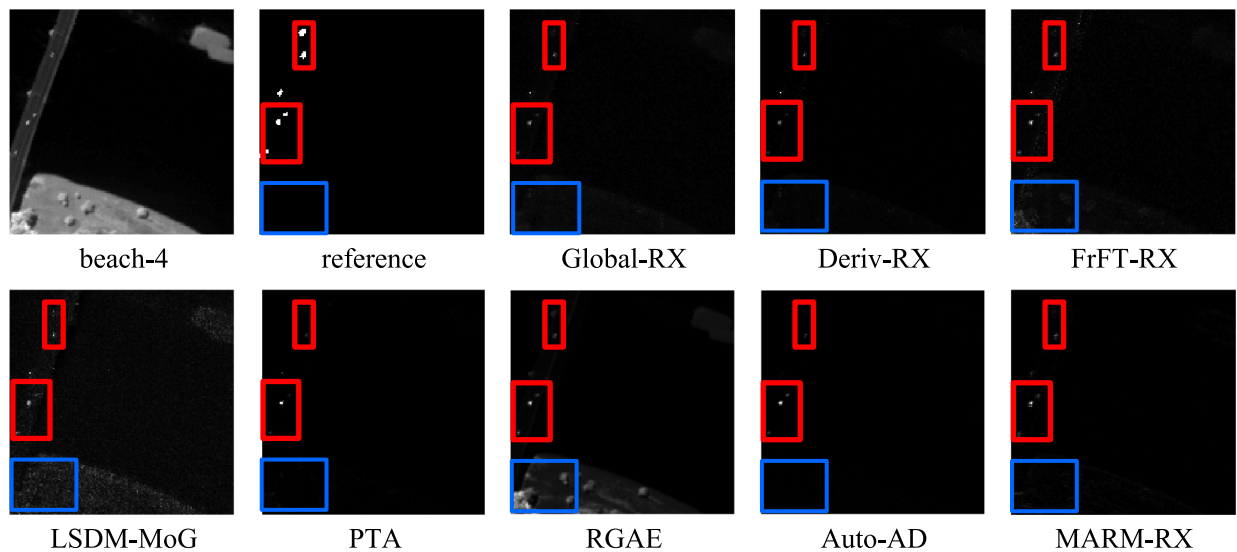 beach-4 reference Global-RX Deriv-RX FrFT-RX
LSDM-MoG PTA RGAE Auto-AD MARM-RX